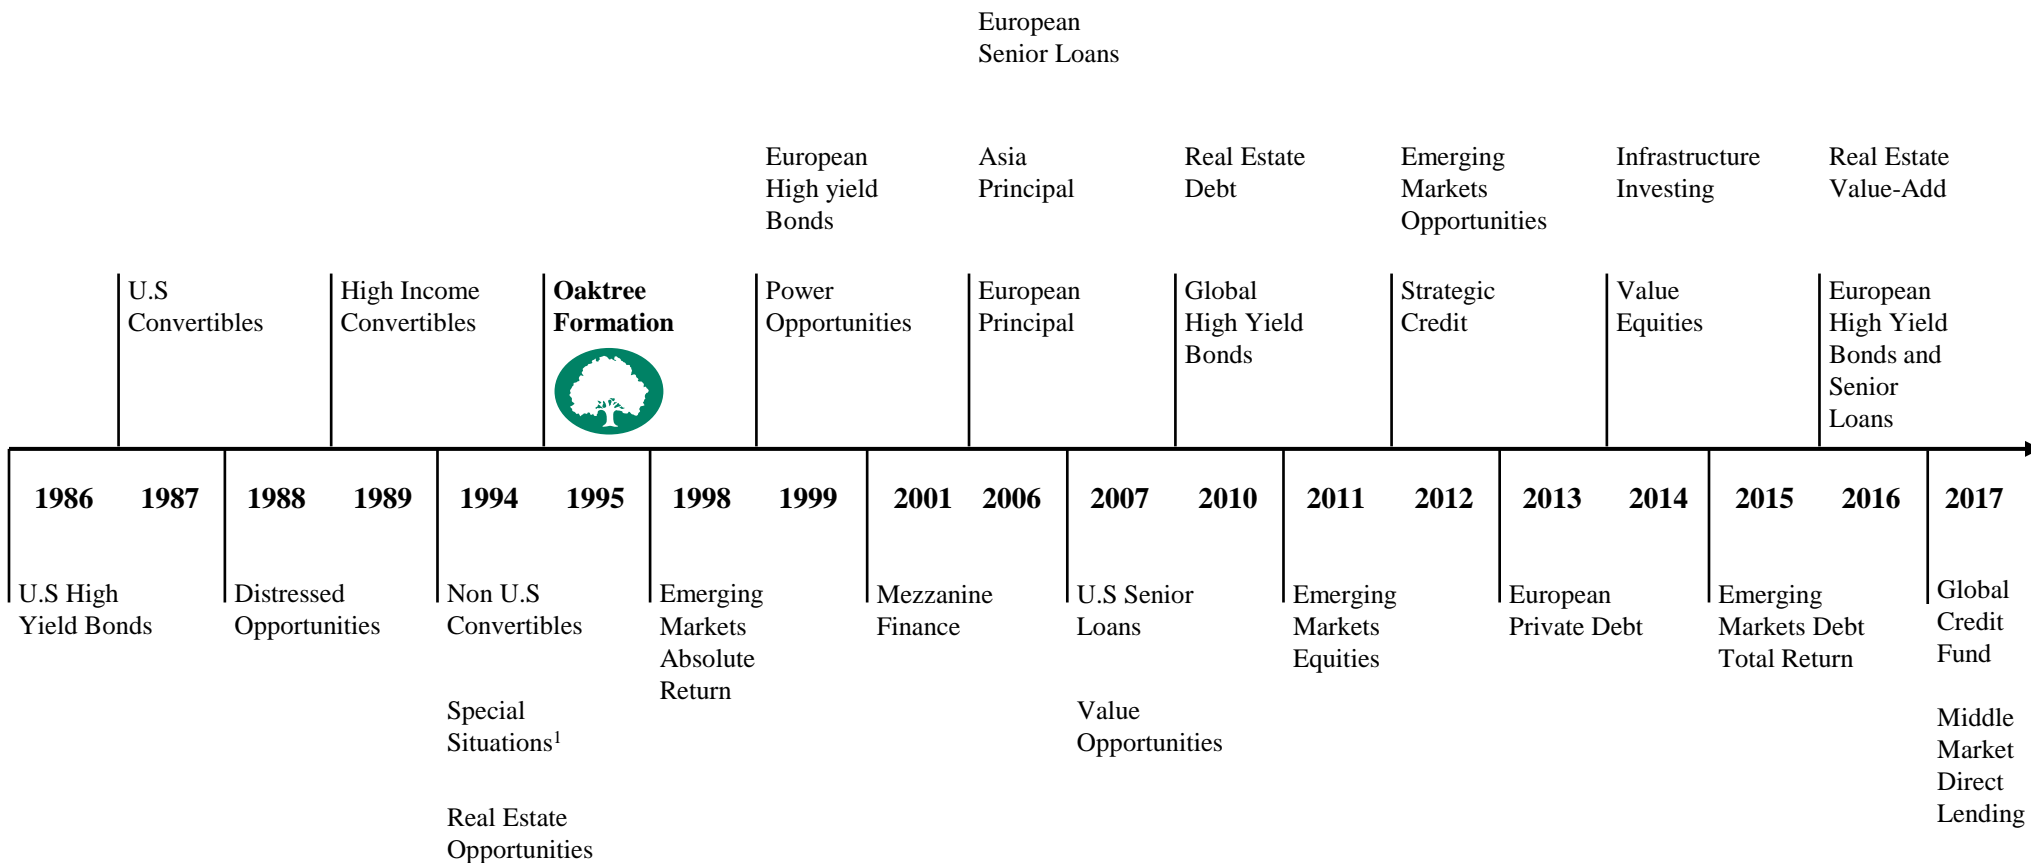 European
Senior Loans
European
High yield
Bonds
Asia
Principal
Real Estate
Debt
Emerging
Markets
Opportunities
Infrastructure
Investing
Real Estate
Value-Add
U.S
Convertibles
High Income
Convertibles
Oaktree
Formation
Power
Opportunities
European
Principal
Global
High Yield
Bonds
Strategic
Credit
Value
Equities
European
High Yield
Bonds and
Senior
Loans
1986 1987 1988 1989 1994 1995 1998 1999 2001 2006 2007 2010 2011 2012 2013 2014 2015 2016 2017
U.S High
Yield Bonds
Distressed
Opportunities
Non U.S
Convertibles
Special
Situations¹
Real Estate
Opportunities
Emerging
Markets
Absolute
Return
Mezzanine
Finance
U.S Senior
Loans
Value
Opportunities
Emerging
Markets
Equities
European
Private Debt
Emerging
Markets Debt
Total Return
Global
Credit
Fund
Middle
Market
Direct
Lending